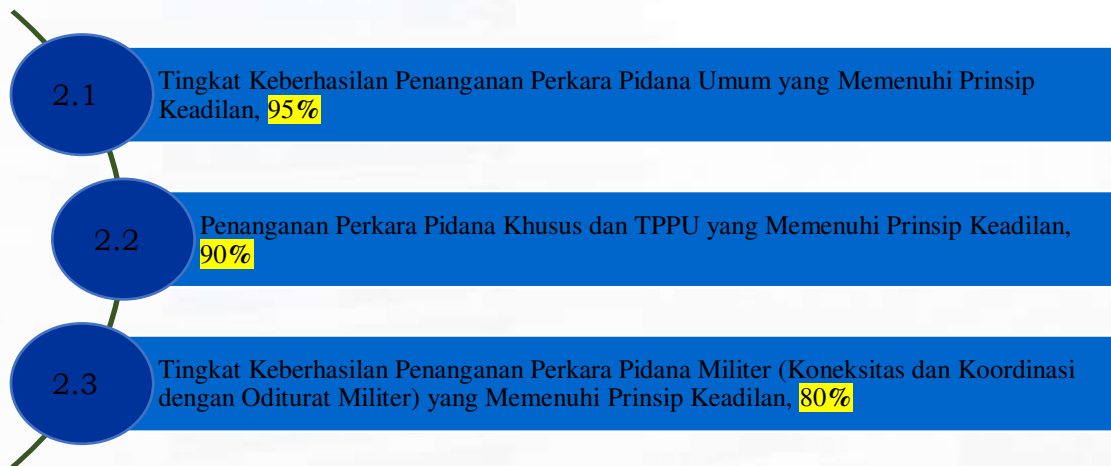 2.1
Tingkat Keberhasilan Penanganan Perkara Pidana Umum yang Memenuhi Prinsip
Keadilan, 95%
2.2
Penanganan Perkara Pidana Khusus dan TPPU yang Memenuhi Prinsip Keadilan,
90%
2.3
Tingkat Keberhasilan Penanganan Perkara Pidana Militer (Koneksitas dan Koordinasi
dengan Oditurat Militer) yang Memenuhi Prinsip Keadilan, 80%